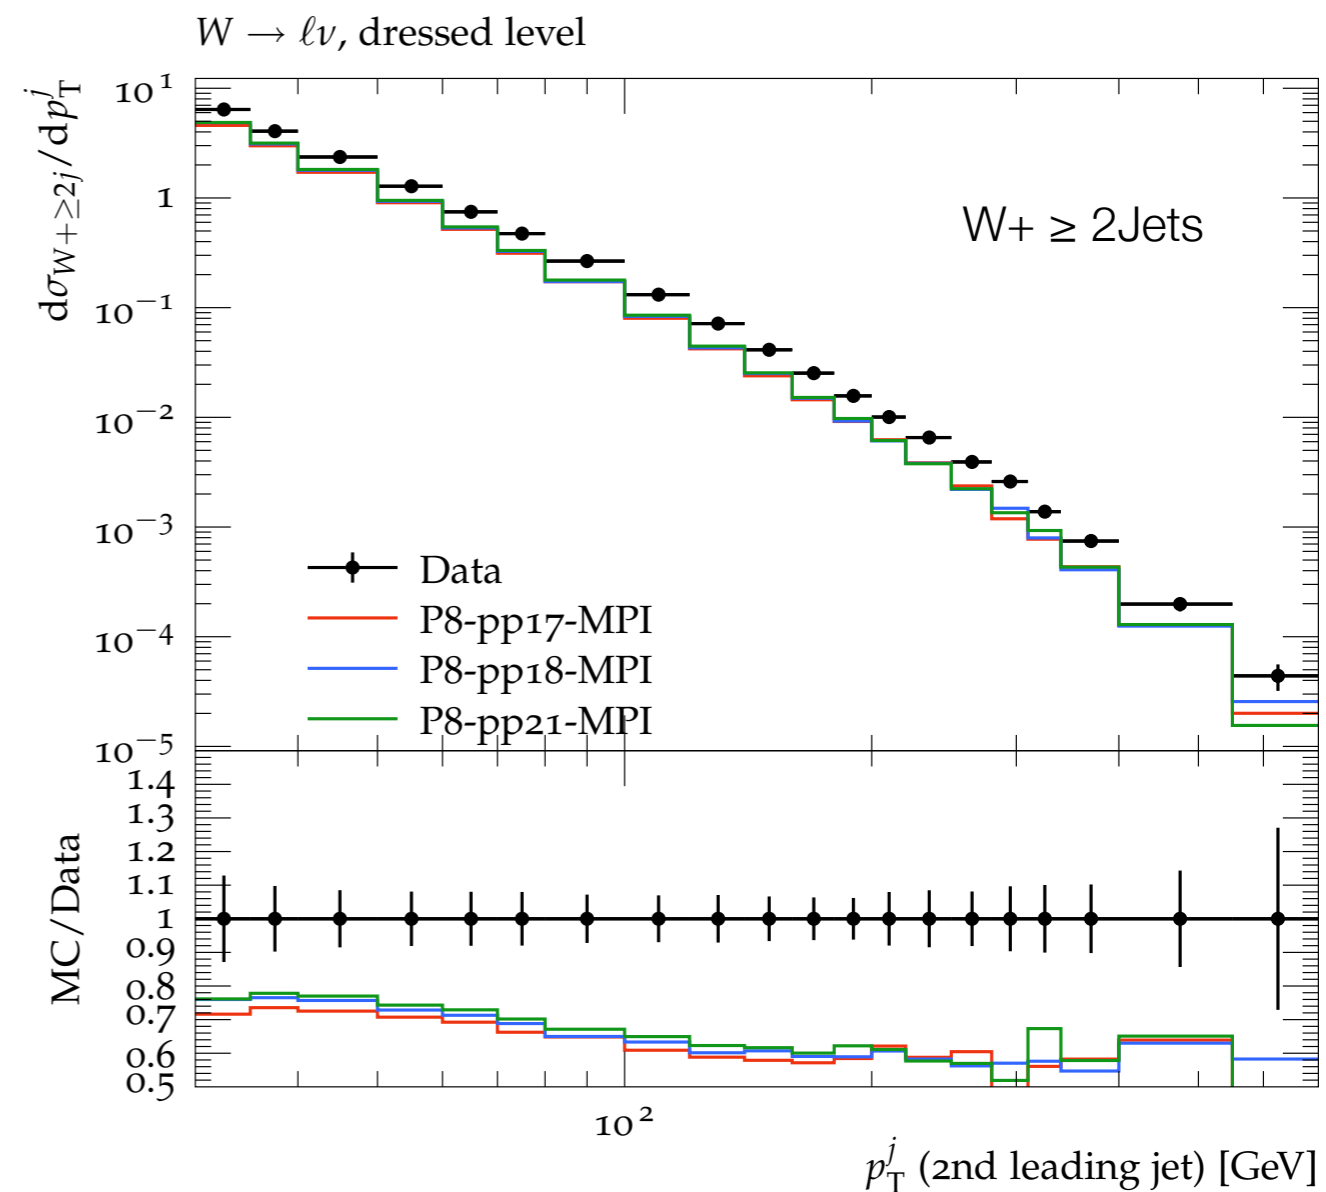 W → ℓν, dressed level
dσ_{W+≥2j}/dp_T^j
10^1
1
10^{−1}
10^{−2}
10^{−3}
10^{−4}
10^{−5}
W+ ≥ 2Jets
Data
P8-pp17-MPI
P8-pp18-MPI
P8-pp21-MPI
MC/Data
1.4
1.3
1.2
1.1
1
0.9
0.8
0.7
0.6
0.5
10^2
p_T^j (2nd leading jet) [GeV]